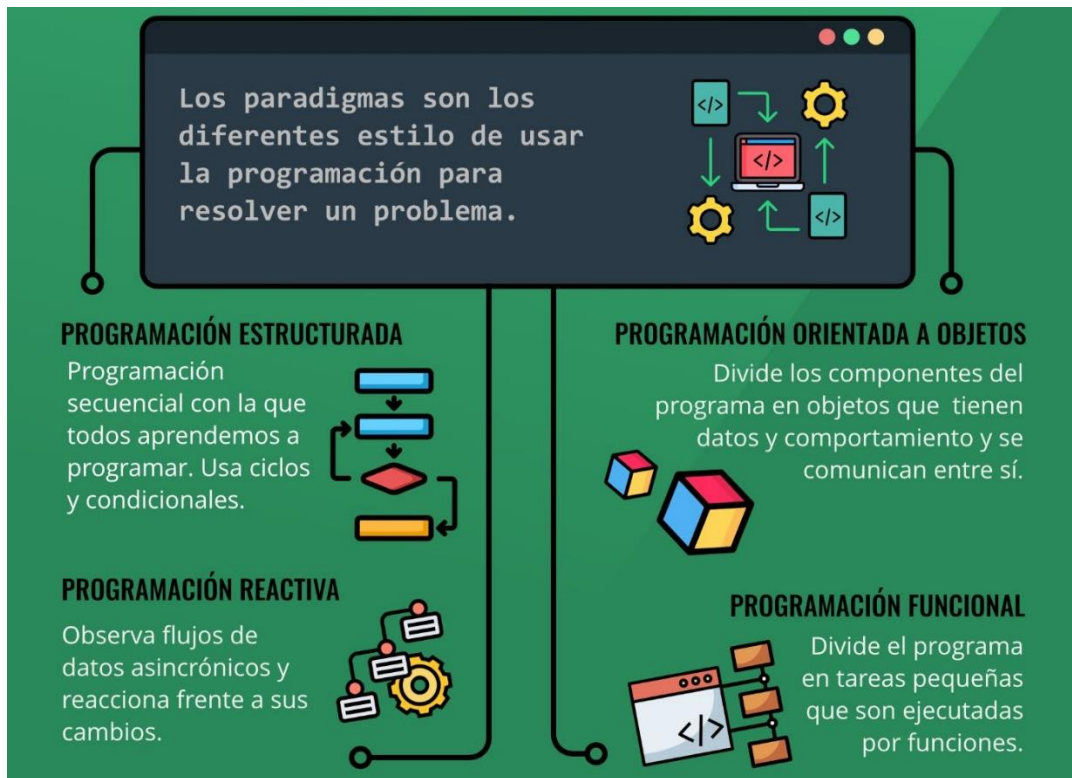 Los paradigmas son los
diferentes estilo de usar
la programación para
resolver un problema.
</>
</>
</>
PROGRAMACIÓN ESTRUCTURADA
Programación
secuencial con la que
todos aprendemos a
programar. Usa ciclos
y condicionales.
PROGRAMACIÓN ORIENTADA A OBJETOS
Divide los componentes del
programa en objetos que tienen
datos y comportamiento y se
comunican entre sí.
PROGRAMACIÓN REACTIVA
Observa flujos de
datos asincrónicos y
reacciona frente a sus
cambios.
PROGRAMACIÓN FUNCIONAL
Divide el programa
en tareas pequeñas
que son ejecutadas
por funciones.
</>